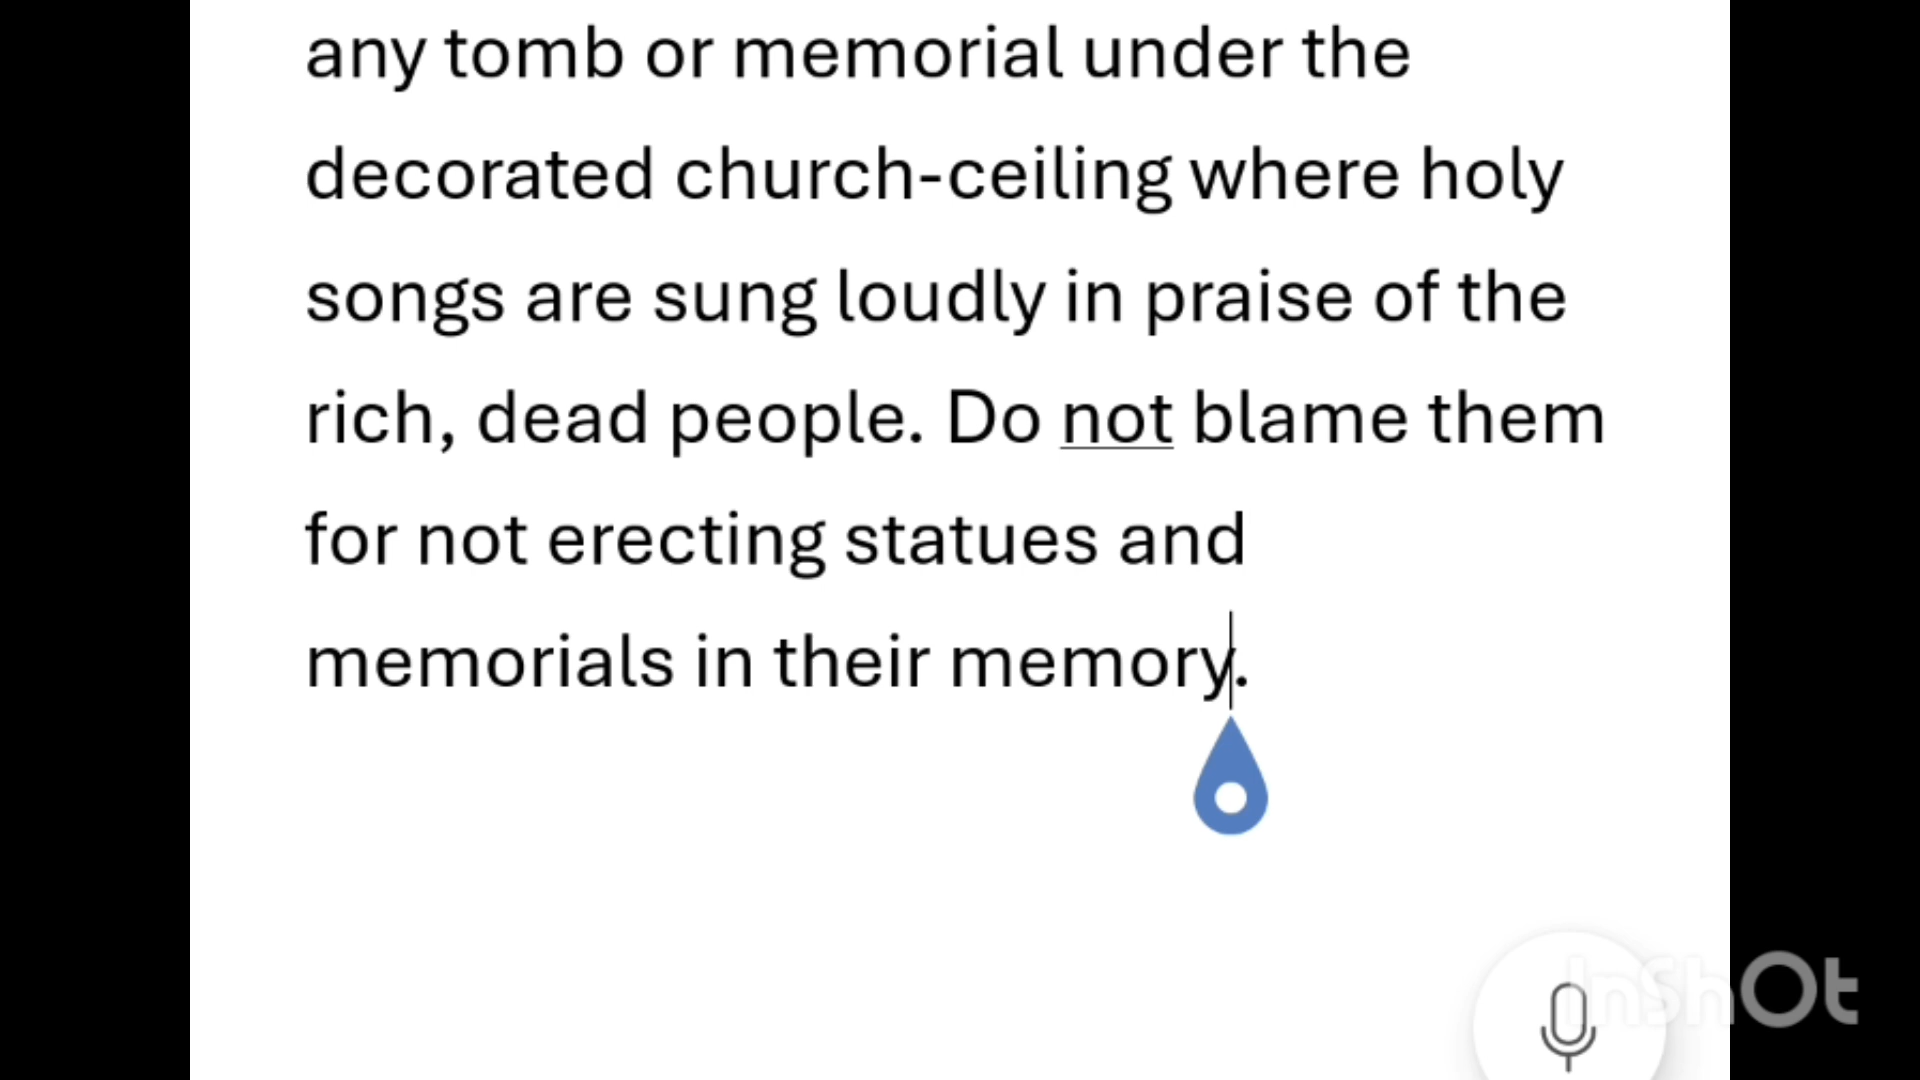 any tomb or memorial under the
decorated church-ceiling where holy
songs are sung loudly in praise of the
rich, dead people. Do not blame them
for not erecting statues and
memorials in their memory.
InShOt